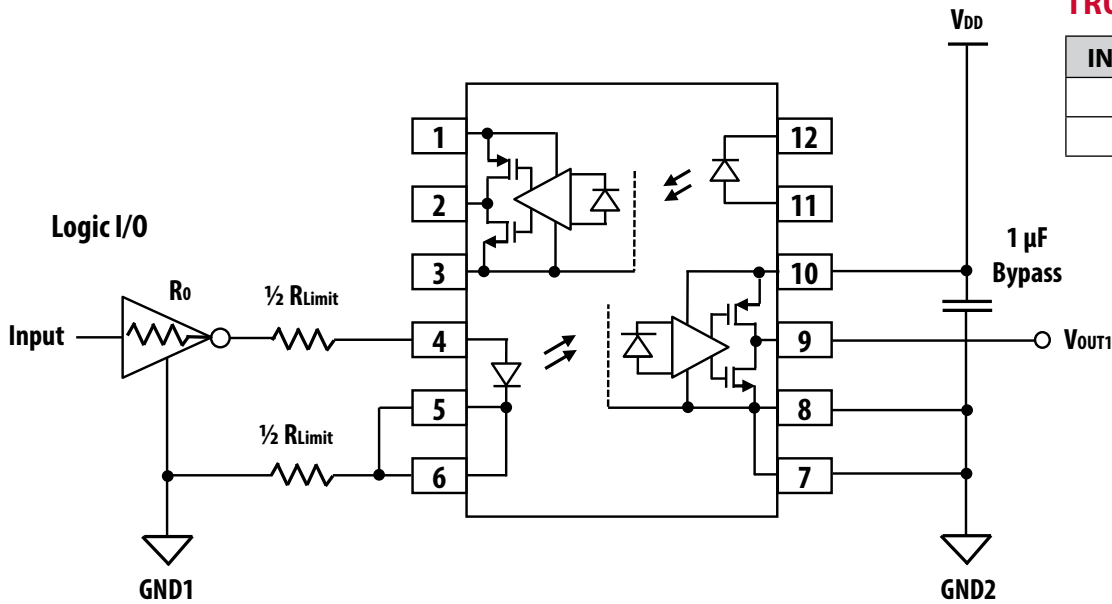 TRU
IN
VDD
1
2
3
4
5
6
12
11
10
9
8
7
Logic I/O
R0
½ RLimit
Input
½ RLimit
GND1
1 µF
Bypass
VOUT1
GND2